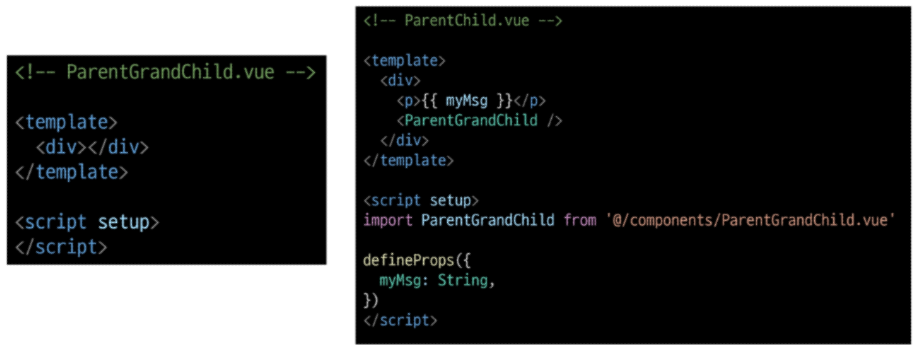 <!-- ParentGrandChild.vue -->
<template>
  <div></div>
</template>
<script setup>
</script>
<!-- ParentChild.vue -->
<template>
  <div>
    <p>{{ myMsg }}</p>
    <ParentGrandChild />
  </div>
</template>
<script setup>
import ParentGrandChild from '@/components/ParentGrandChild.vue'
defineProps({
  myMsg: String,
})
</script>